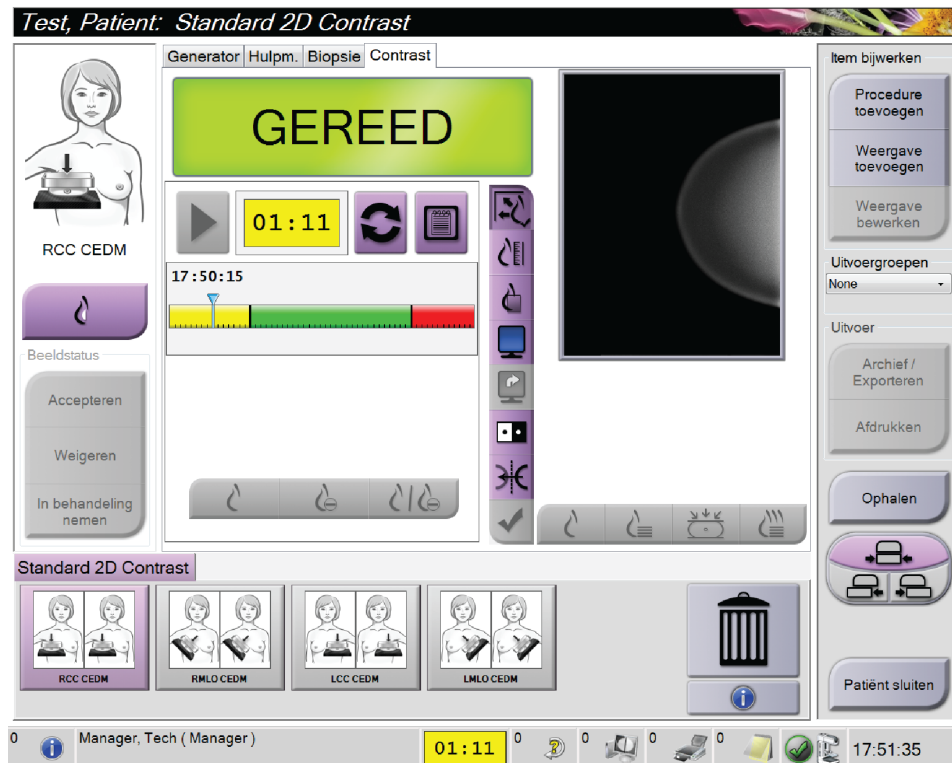 Test, Patient: Standard 2D Contrast
Generator Hulpm. Biopsie Contrast
GEREED
01:11
17:50:15
RCC CEDM
Beeldstatus
Accepteren
Weigeren
In behandeling
nemen
Item bijwerken
Procedure
toevoegen
Weergave
toevoegen
Weergave
bewerken
Uitvoergroepen
None
Uitvoer
Archief /
Exporteren
Afdrukken
Ophalen
Patiënt sluiten
Standard 2D Contrast
RCC CEDM
RMLO CEDM
LCC CEDM
LMLO CEDM
0
Manager, Tech ( Manager )
01:11
0
0
0
0
17:51:35